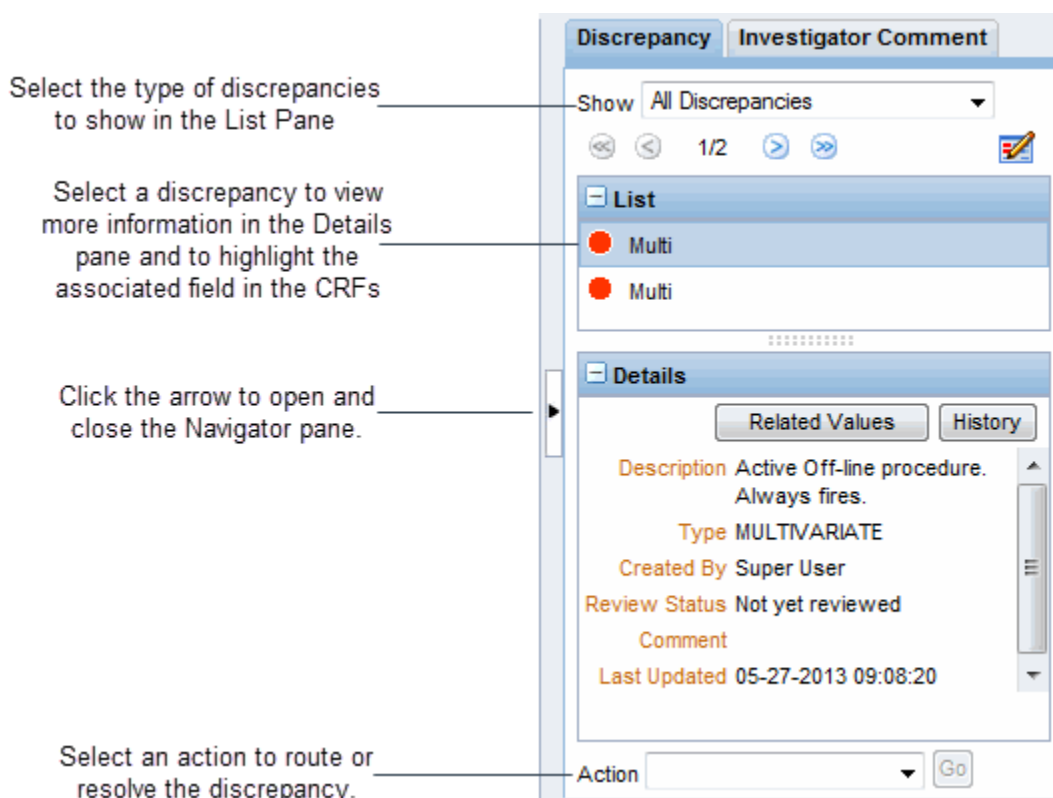 Discrepancy
Investigator Comment
Select the type of discrepancies
to show in the List Pane
Show All Discrepancies
1/2
Select a discrepancy to view
more information in the Details
pane and to highlight the
associated field in the CRFs
List
Multi
Multi
Click the arrow to open and
close the Navigator pane.
Details
Related Values
History
Description Active Off-line procedure.
Always fires.
Type MULTIVARIATE
Created By Super User
Review Status Not yet reviewed
Comment
Last Updated 05-27-2013 09:08:20
Select an action to route or
resolve the discrepancy.
Action
Go